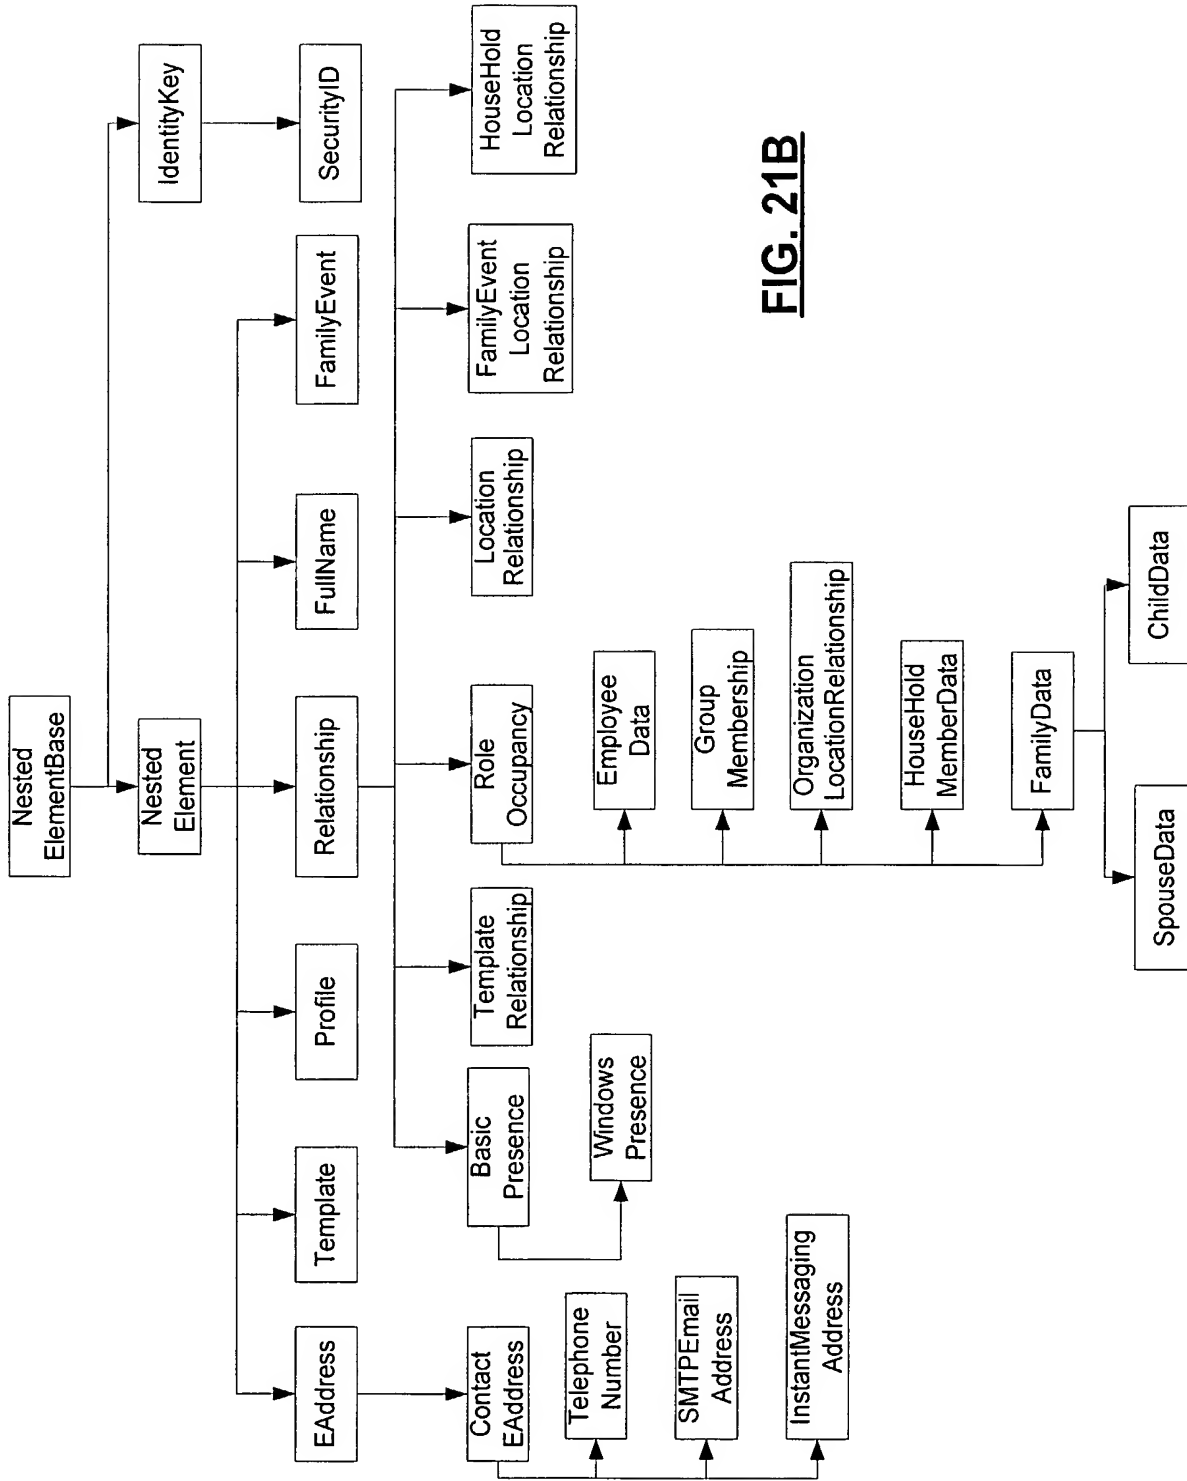 Nested
ElementBase
IdentityKey
Nested
Element
SecurityID
EAddress
Template
Profile
Relationship
FullName
FamilyEvent
Contact
EAddress
Basic
Presence
Template
Relationship
Role
Occupancy
Location
Relationship
FamilyEvent
Location
Relationship
HouseHold
Location
Relationship
Telephone
Number
SMTPEmail
Address
InstantMessaging
Address
Windows
Presence
Employee
Data
Group
Membership
Organization
LocationRelationship
HouseHold
MemberData
FamilyData
SpouseData
ChildData
FIG. 21B